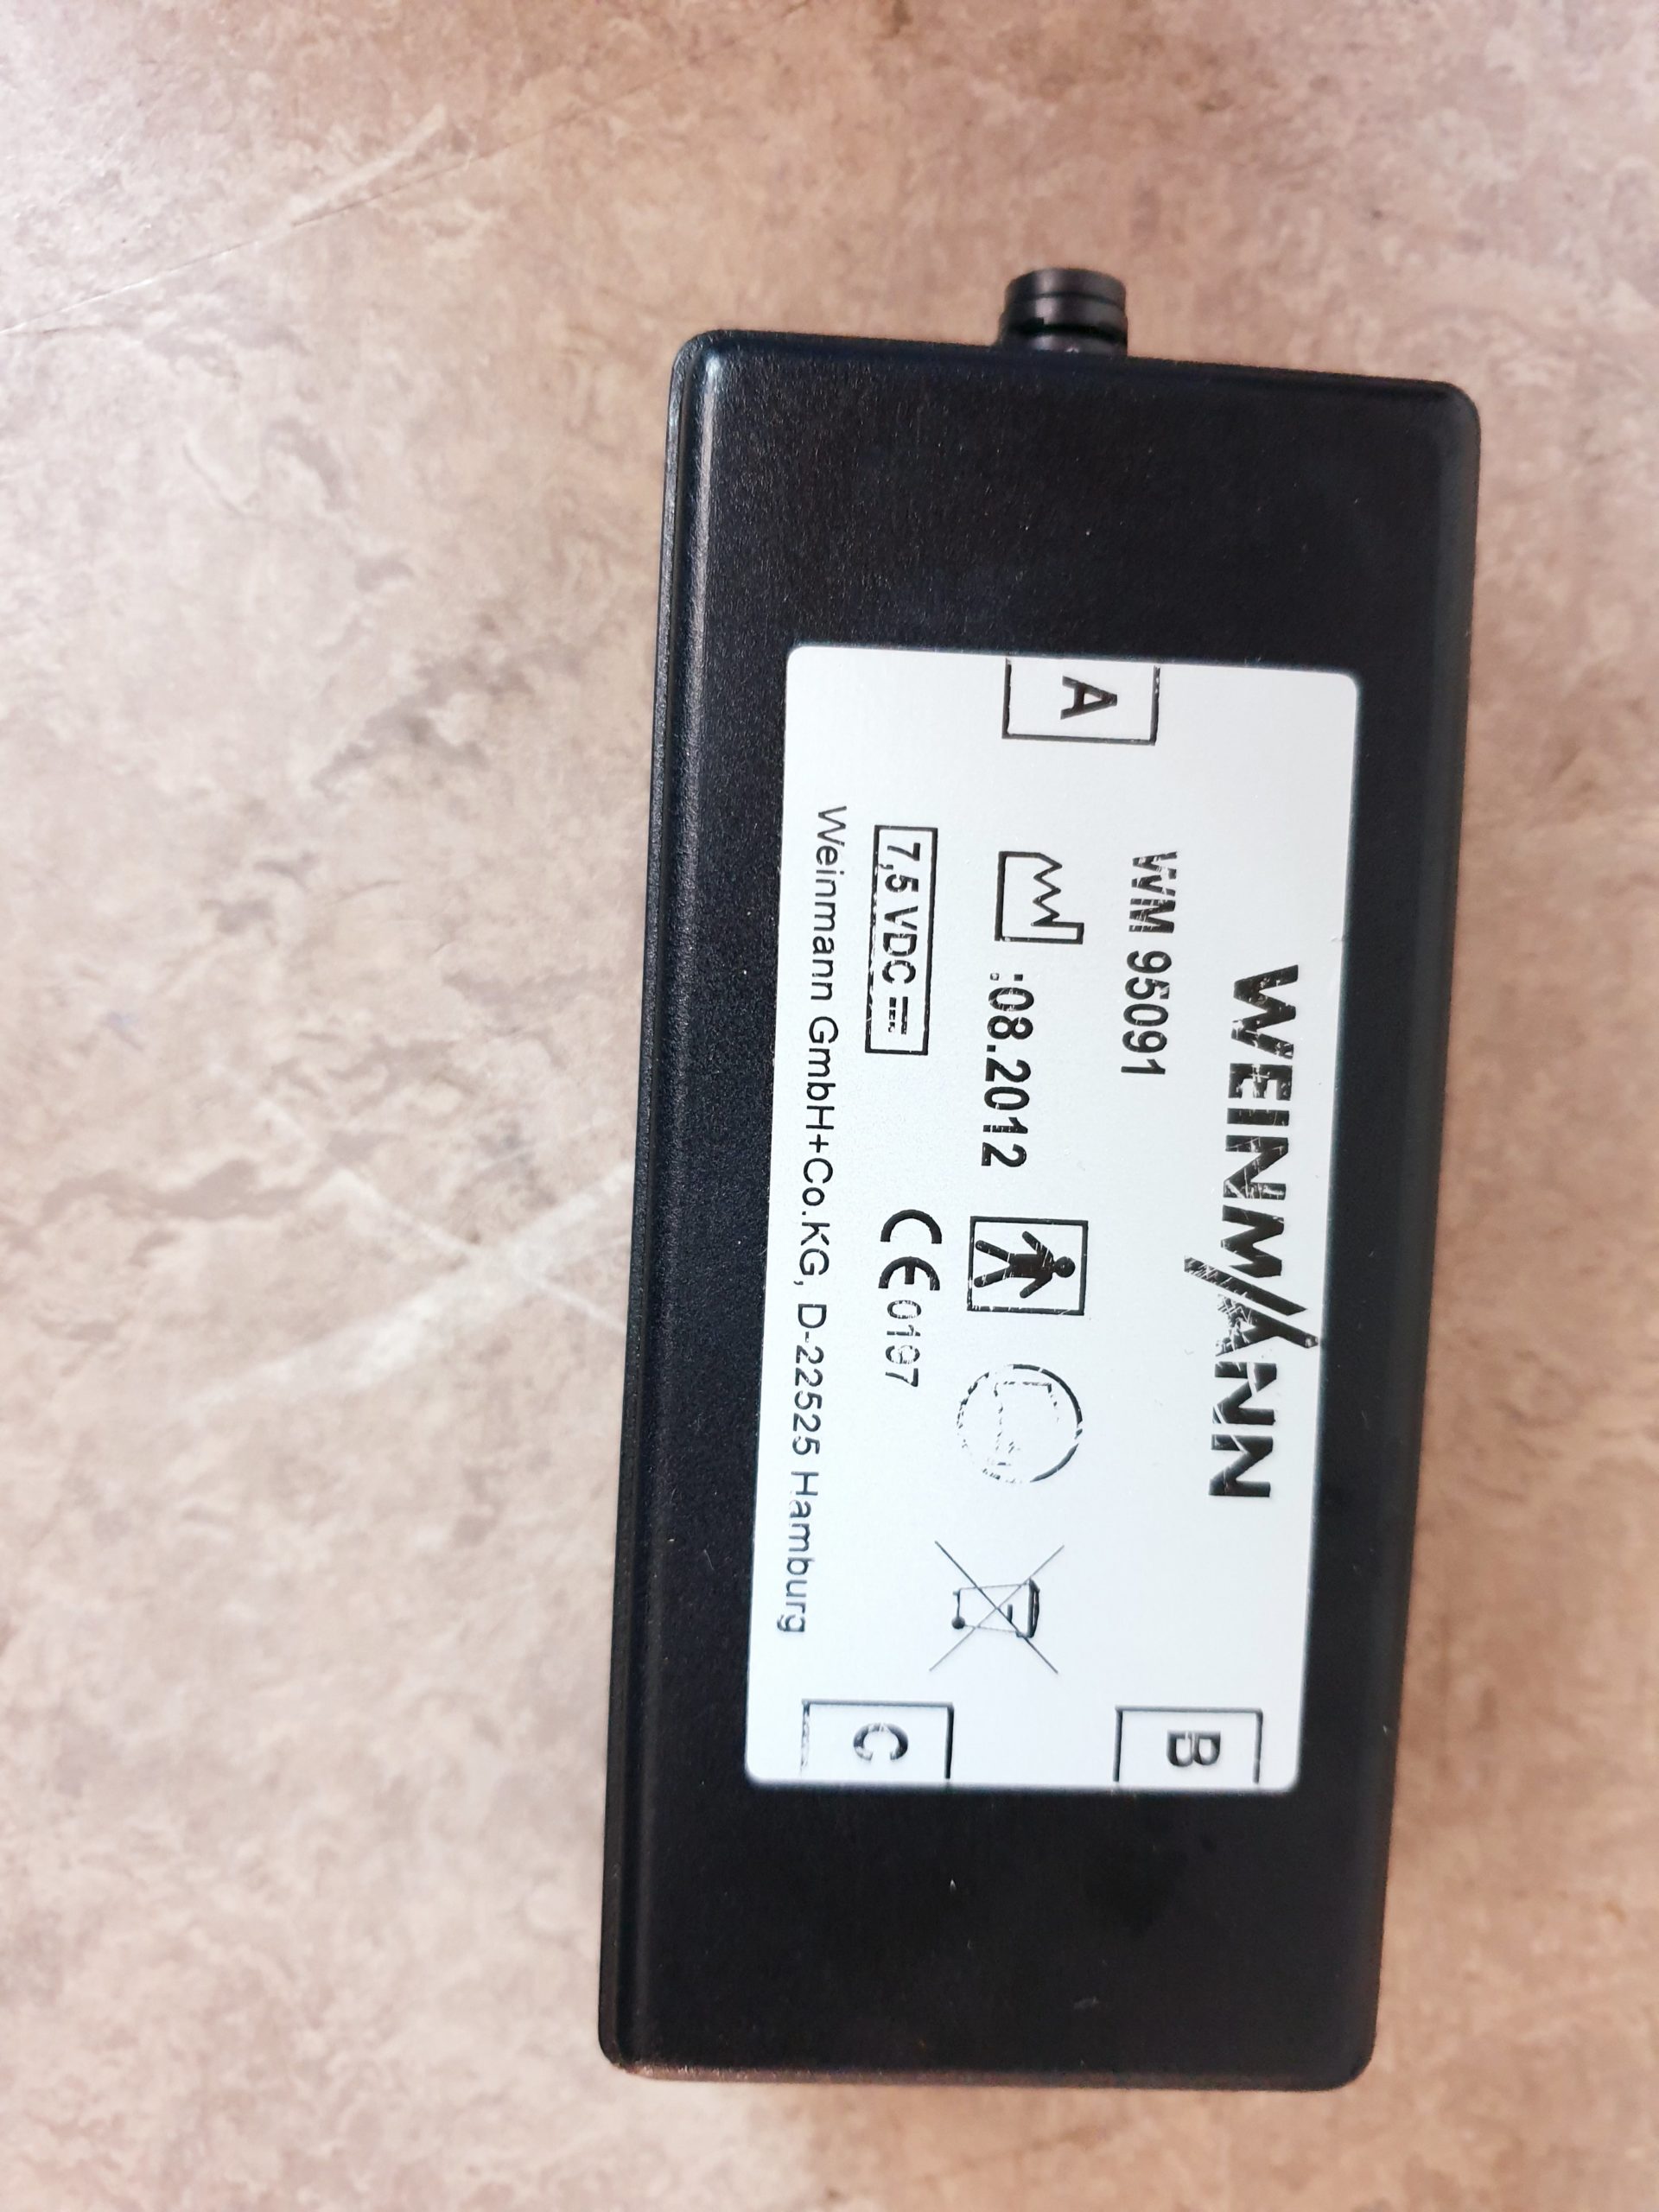 A
WEINMANN
WM 95091
:08.2012
7,5 VDC
CE 0197
Weinmann GmbH+Co.KG, D-22525 Hamburg
B
C